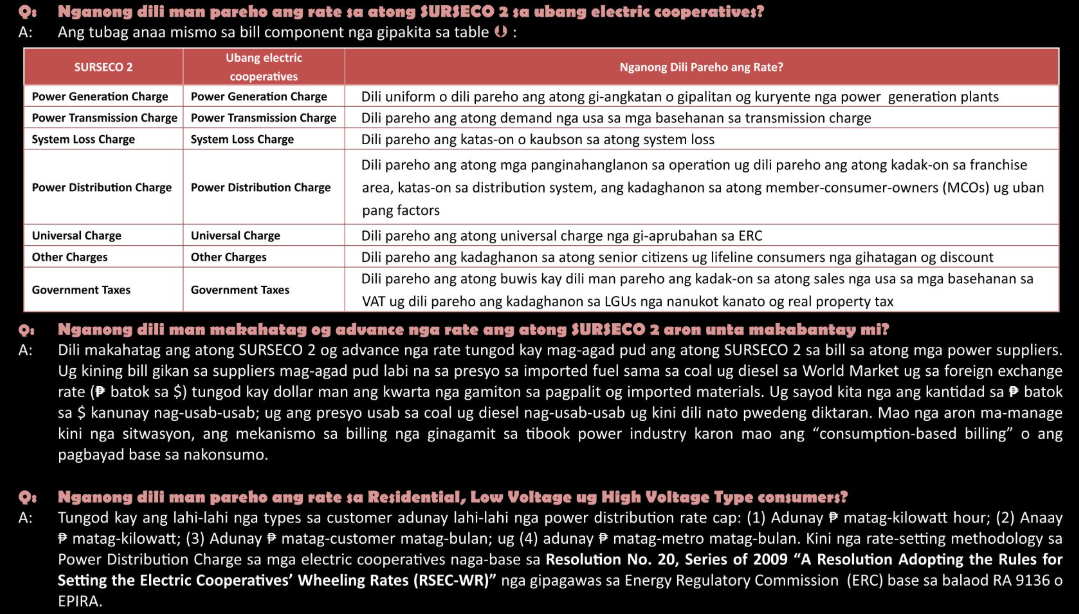 Q: Nganong dili man pareho ang rate sa atong SURSECO 2 sa ubang electric cooperatives?
A: Ang tubag anaa mismo sa bill component nga gipakita sa table :
SURSECO 2 | Ubang electric cooperatives | Nganong Dili Pareho ang Rate?
Power Generation Charge | Power Generation Charge | Dili uniform o dili pareho ang atong gi-angkatan o gipalitan og kuryente nga power generation plants
Power Transmission Charge | Power Transmission Charge | Dili pareho ang atong demand nga usa sa mga basehanan sa transmission charge
System Loss Charge | System Loss Charge | Dili pareho ang katas-on o kaubson sa atong system loss
Power Distribution Charge | Power Distribution Charge | Dili pareho ang atong mga panginahanglanon sa operation ug dili pareho ang atong kadak-on sa franchise
area, katas-on sa distribution system, ang kadaghanon sa atong member-consumer-owners (MCOs) ug uban
pang factors
Universal Charge | Universal Charge | Dili pareho ang atong universal charge nga gi-aprubahan sa ERC
Other Charges | Other Charges | Dili pareho ang kadaghanon sa atong senior citizens ug lifeline consumers nga gihatagan og discount
Government Taxes | Government Taxes | Dili pareho ang atong buwis kay dili man pareho ang kadak-on sa atong sales nga usa sa mga basehanan sa
VAT ug dili pareho ang kadaghanon sa LGUs nga nanukot kanato og real property tax
Q: Nganong dili man makahatag og advance nga rate ang atong SURSECO 2 aron unta makabantay mi?
A: Dili makahatag ang atong SURSECO 2 og advance nga rate tungod kay mag-agad pud ang atong SURSECO 2 sa bill sa atong mga power suppliers.
Ug kining bill gikan sa suppliers mag-agad pud labi na sa presyo sa imported fuel sama sa coal ug diesel sa World Market ug sa foreign exchange
rate (₱ batok sa $) tungod kay dollar man ang kwarta nga gamiton sa pagpalit og imported materials. Ug sayod kita nga ang kantidad sa ₱ batok
sa $ kanunay nag-usab-usab; ug ang presyo usab sa coal ug diesel nag-usab-usab ug kini dili nato pwedeng diktaran. Mao nga aron ma-manage
kini nga sitwasyon, ang mekanismo sa billing nga ginagamit sa tibook power industry karon mao ang “consumption-based billing” o ang
pagbayad base sa nakonsumo.
Q: Nganong dili man pareho ang rate sa Residential, Low Voltage ug High Voltage Type consumers?
A: Tungod kay ang lahi-lahi nga types sa customer adunay lahi-lahi nga power distribution rate cap: (1) Adunay ₱ matag-kilowatt hour; (2) Anaay
₱ matag-kilowatt; (3) Adunay ₱ matag-customer matag-bulan; ug (4) adunay ₱ matag-metro matag-bulan. Kini nga rate-setting methodology sa
Power Distribution Charge sa mga electric cooperatives naga-base sa Resolution No. 20, Series of 2009 “A Resolution Adopting the Rules for
Setting the Electric Cooperatives’ Wheeling Rates (RSEC-WR)” nga gipagawas sa Energy Regulatory Commission (ERC) base sa balaod RA 9136 o
EPIRA.